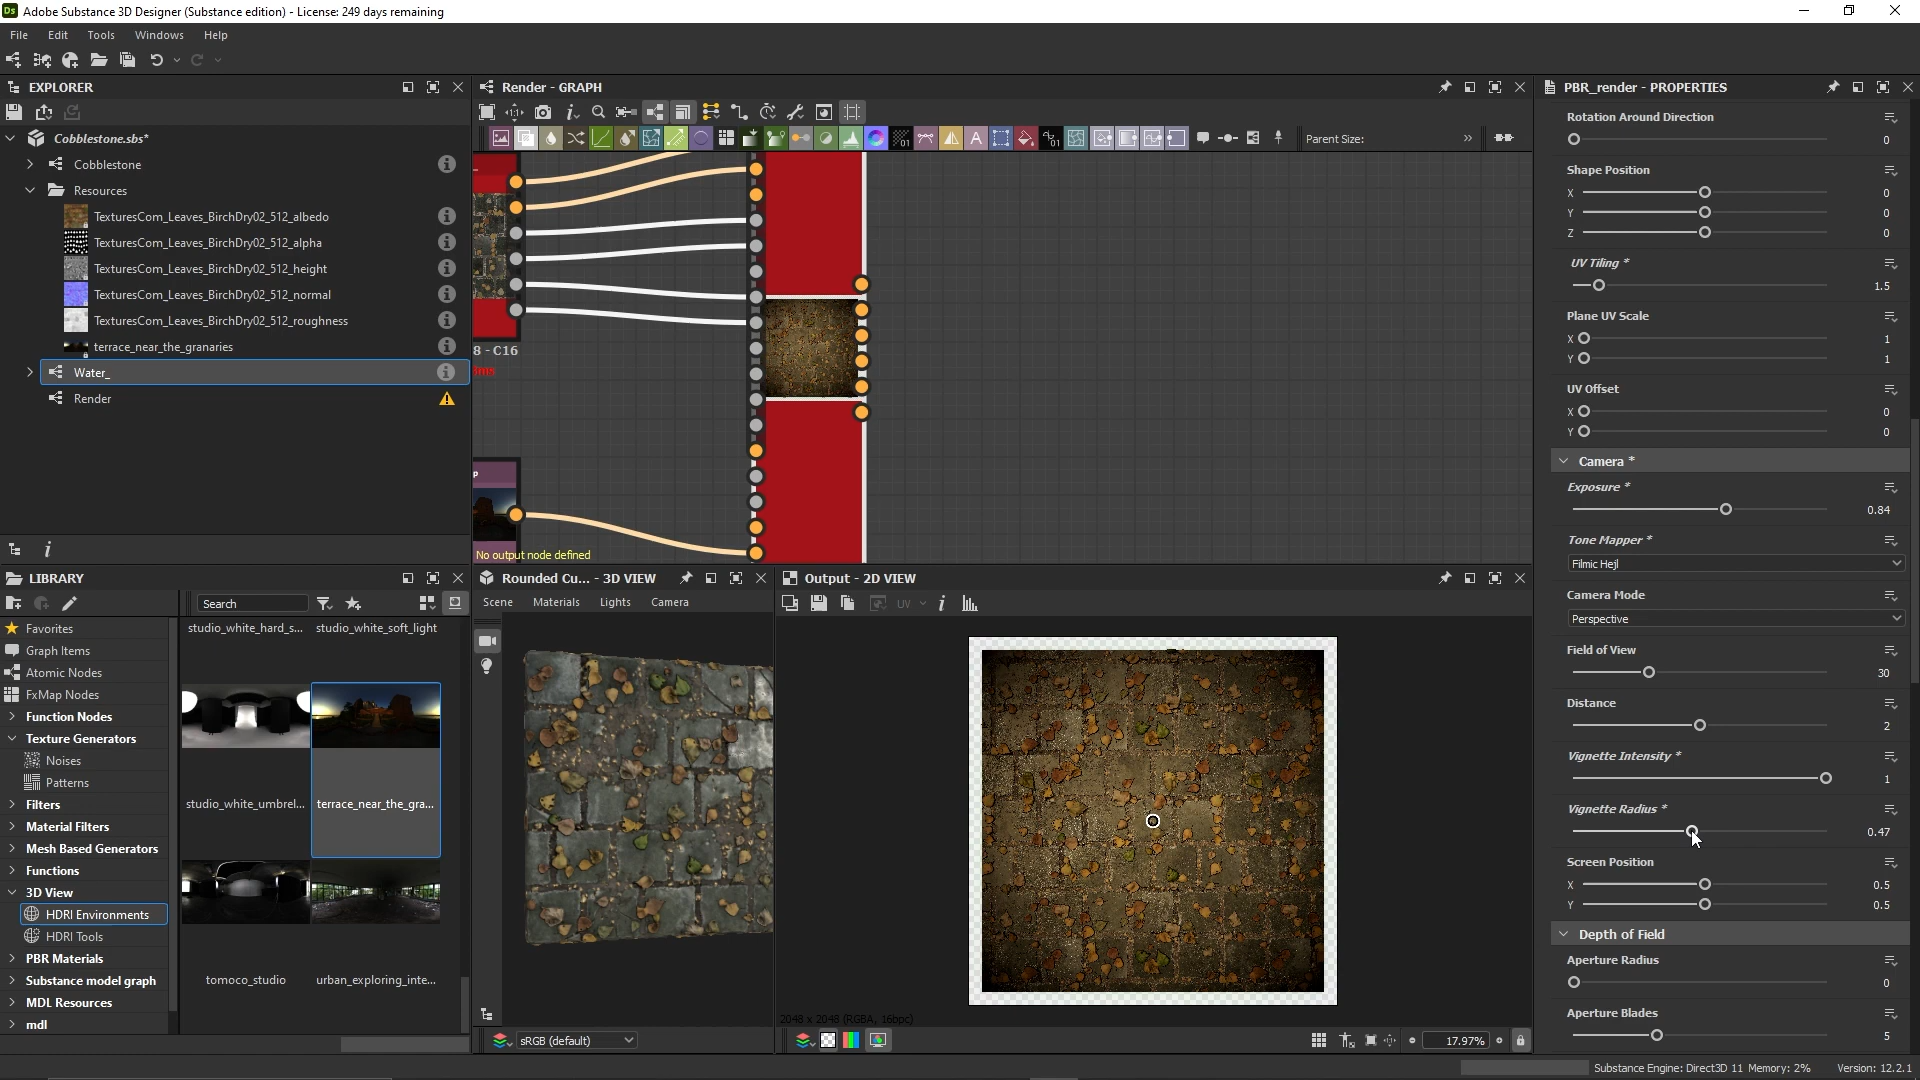 Ds Adobe Substance 3D Designer (Substance edition) - License: 249 days remaining
File Edit Tools Windows Help
EXPLORER
Cobblestone.sbs*
Cobblestone
Resources
TexturesCom_Leaves_BirchDry02_512_albedo
TexturesCom_Leaves_BirchDry02_512_alpha
TexturesCom_Leaves_BirchDry02_512_height
TexturesCom_Leaves_BirchDry02_512_normal
TexturesCom_Leaves_BirchDry02_512_roughness
terrace_near_the_granaries
Water_
Render
LIBRARY
Search
Favorites
Graph Items
Atomic Nodes
FxMap Nodes
Function Nodes
Texture Generators
Noises
Patterns
Filters
Material Filters
Mesh Based Generators
Functions
3D View
HDRI Environments
HDRI Tools
PBR Materials
Substance model graph
MDL Resources
mdl
studio_white_hard_s... studio_white_soft_light
studio_white_umbrel... terrace_near_the_gra...
tomoco_studio urban_exploring_inte...
Render - GRAPH
Parent Size:
8 - C16
No output node defined
Rounded Cu... - 3D VIEW
Scene Materials Lights Camera
sRGB (default)
Output - 2D VIEW
UV
2048 x 2048 (RGBA, 16bpc)
17.97%
PBR_render - PROPERTIES
Rotation Around Direction
0
Shape Position
X 0
Y 0
Z 0
UV Tiling *
1.5
Plane UV Scale
X 1
Y 1
UV Offset
X 0
Y 0
Camera *
Exposure *
0.84
Tone Mapper *
Filmic Hejl
Camera Mode
Perspective
Field of View
30
Distance
2
Vignette Intensity *
1
Vignette Radius *
0.47
Screen Position
X 0.5
Y 0.5
Depth of Field
Aperture Radius
0
Aperture Blades
5
Substance Engine: Direct3D 11 Memory: 2% Version: 12.2.1